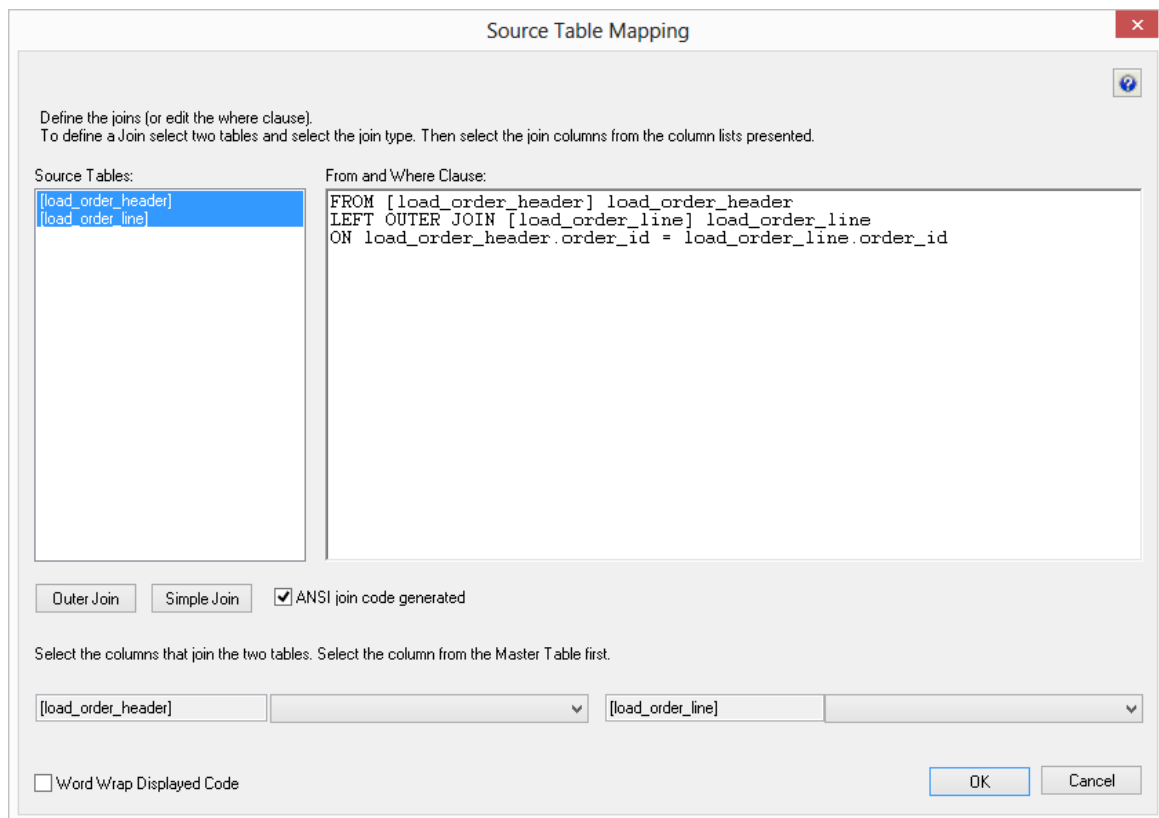 Source Table Mapping
Define the joins (or edit the where clause).
To define a Join select two tables and select the join type. Then select the join columns from the column lists presented.
Source Tables:
From and Where Clause:
[load_order_header]
[load_order_line]
FROM [load_order_header] load_order_header
LEFT OUTER JOIN [load_order_line] load_order_line
ON load_order_header.order_id = load_order_line.order_id
Outer Join
Simple Join
ANSI join code generated
Select the columns that join the two tables. Select the column from the Master Table first.
[load_order_header]
[load_order_line]
Word Wrap Displayed Code
OK
Cancel